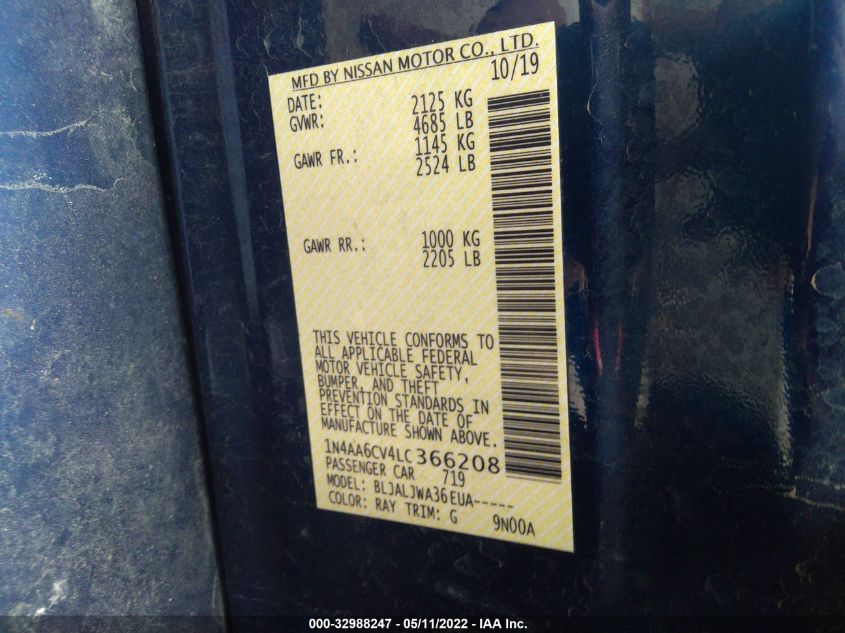 MFD BY NISSAN MOTOR CO., LTD.
DATE: 10/19
GVWR: 2125 KG
4685 LB
GAWR FR.: 1145 KG
2524 LB
GAWR RR.: 1000 KG
2205 LB
THIS VEHICLE CONFORMS TO
ALL APPLICABLE FEDERAL
MOTOR VEHICLE SAFETY,
BUMPER, AND THEFT
PREVENTION STANDARDS IN
EFFECT ON THE DATE OF
MANUFACTURE SHOWN ABOVE.
1N4AA6CV4LC366208
PASSENGER CAR 719
MODEL: BLJALJWA36EUA-----
COLOR: RAY TRIM: G 9N00A
000-32988247 - 05/11/2022 - IAA Inc.